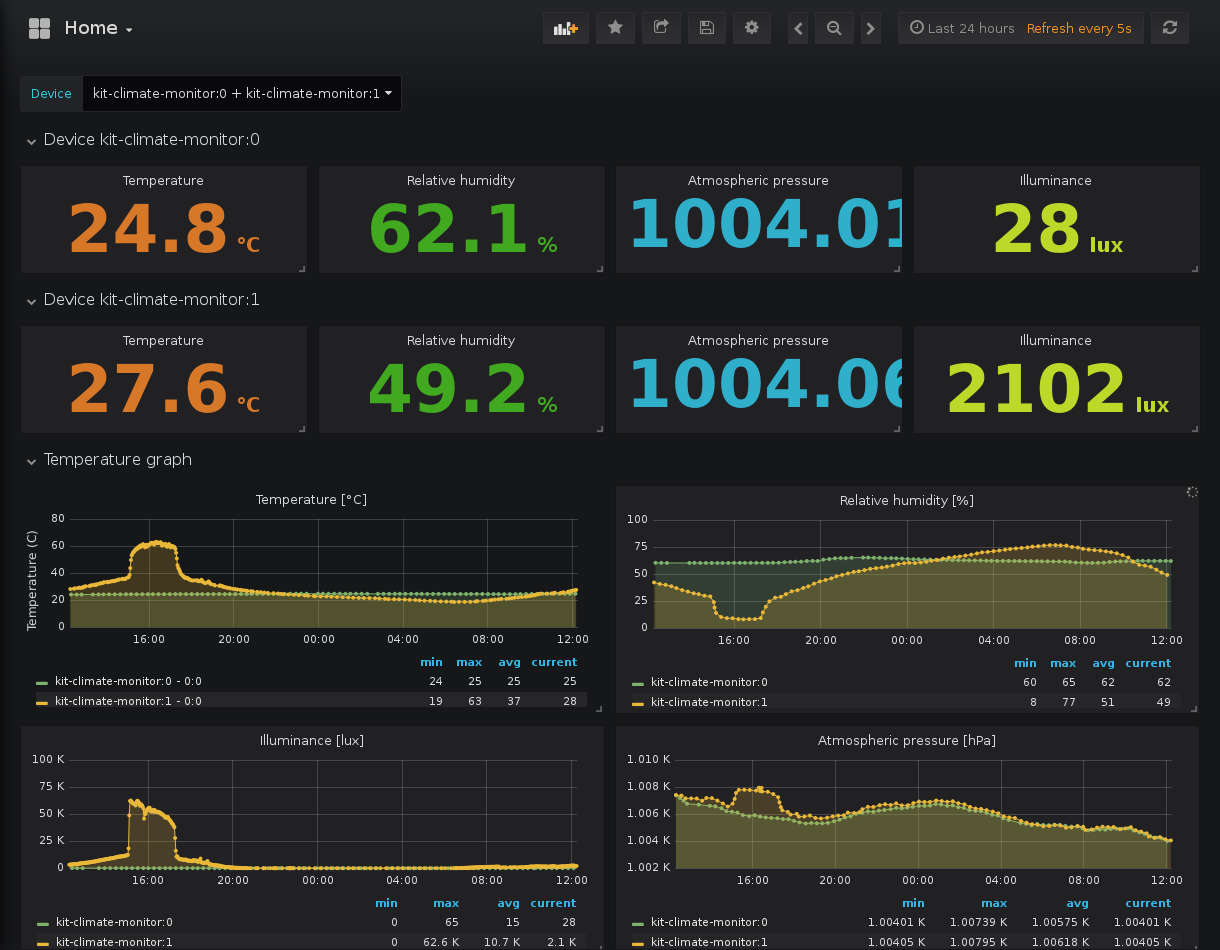 Home
Last 24 hours Refresh every 5s
Device kit-climate-monitor:0 + kit-climate-monitor:1
Device kit-climate-monitor:0
Temperature Relative humidity Atmospheric pressure Illuminance
24.8 °C 62.1 % 1004.01 28 lux
Device kit-climate-monitor:1
Temperature Relative humidity Atmospheric pressure Illuminance
27.6 °C 49.2 % 1004.06 2102 lux
Temperature graph
Temperature [°C]
Temperature (C)
80
60
40
20
0
16:00 20:00 00:00 04:00 08:00 12:00
min max avg current
kit-climate-monitor:0 - 0:0 24 25 25 25
kit-climate-monitor:1 - 0:0 19 63 37 28
Relative humidity [%]
100
75
50
25
0
16:00 20:00 00:00 04:00 08:00 12:00
min max avg current
kit-climate-monitor:0 60 65 62 62
kit-climate-monitor:1 8 77 51 49
Illuminance [lux]
100 K
75 K
50 K
25 K
0
16:00 20:00 00:00 04:00 08:00 12:00
min max avg current
kit-climate-monitor:0 0 65 15 28
kit-climate-monitor:1 0 62.6 K 10.7 K 2.1 K
Atmospheric pressure [hPa]
1.010 K
1.008 K
1.006 K
1.004 K
1.002 K
16:00 20:00 00:00 04:00 08:00 12:00
min max avg current
kit-climate-monitor:0 1.00401 K 1.00739 K 1.00575 K 1.00401 K
kit-climate-monitor:1 1.00405 K 1.00795 K 1.00618 K 1.00405 K